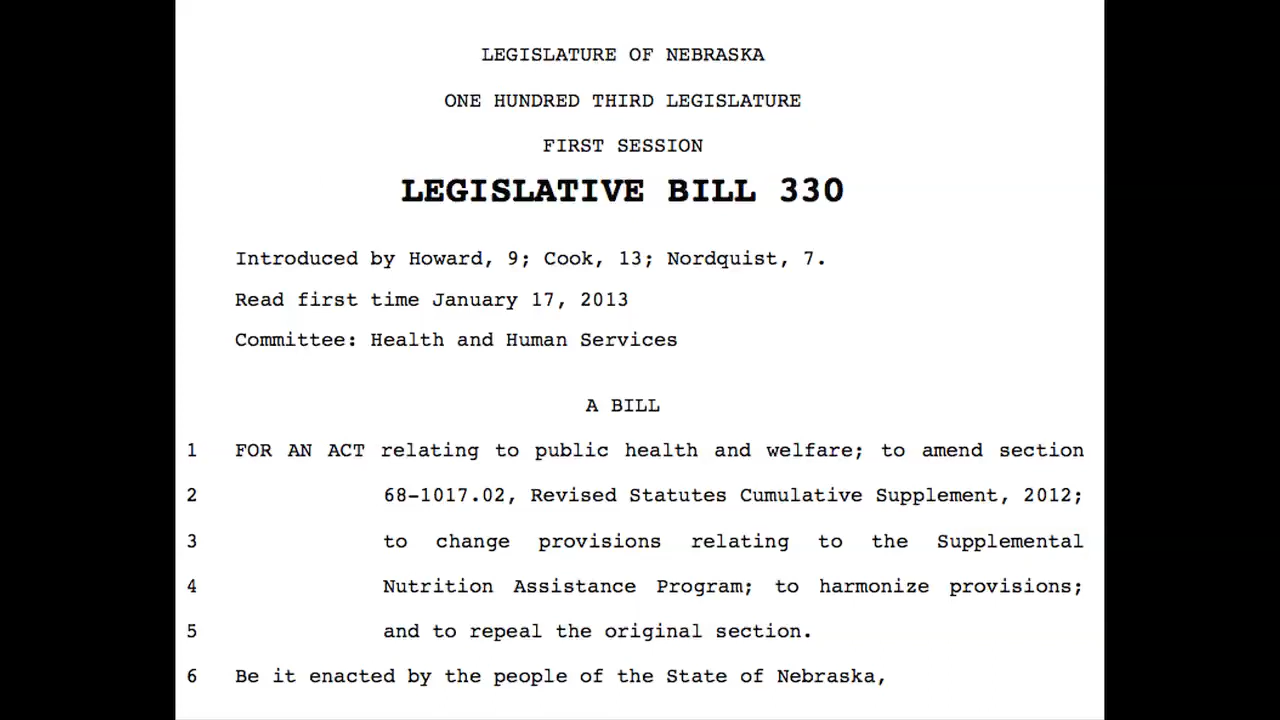 LEGISLATURE OF NEBRASKA
ONE HUNDRED THIRD LEGISLATURE
FIRST SESSION
LEGISLATIVE BILL 330
Introduced by Howard, 9; Cook, 13; Nordquist, 7.
Read first time January 17, 2013
Committee: Health and Human Services
A BILL
1 FOR AN ACT relating to public health and welfare; to amend section
2 68-1017.02, Revised Statutes Cumulative Supplement, 2012;
3 to change provisions relating to the Supplemental
4 Nutrition Assistance Program; to harmonize provisions;
5 and to repeal the original section.
6 Be it enacted by the people of the State of Nebraska,